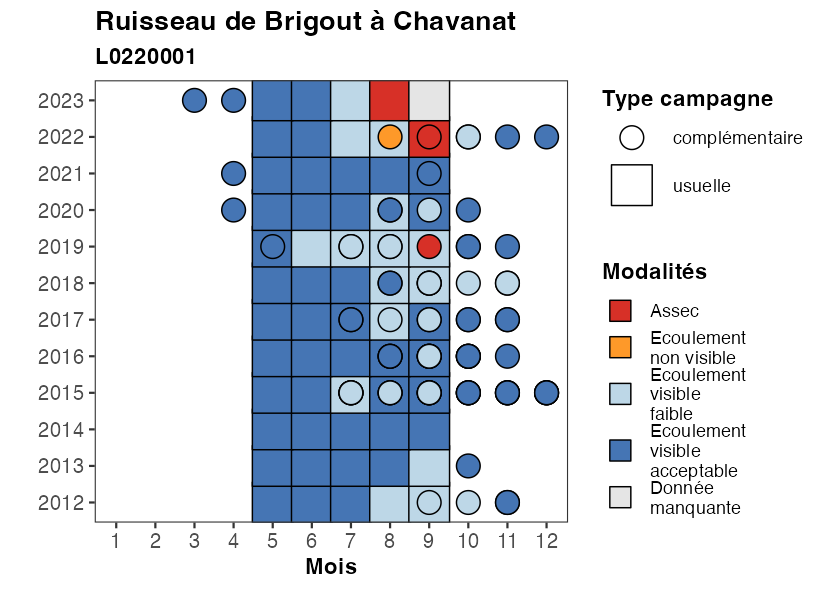 Ruisseau de Brigout à Chavanat
L0220001
2023
2022
2021
2020
2019
2018
2017
2016
2015
2014
2013
2012
1 2 3 4 5 6 7 8 9 10 11 12
Mois
Type campagne
complémentaire
usuelle
Modalités
Assec
Ecoulement
non visible
Ecoulement
visible
faible
Ecoulement
visible
acceptable
Donnée
manquante